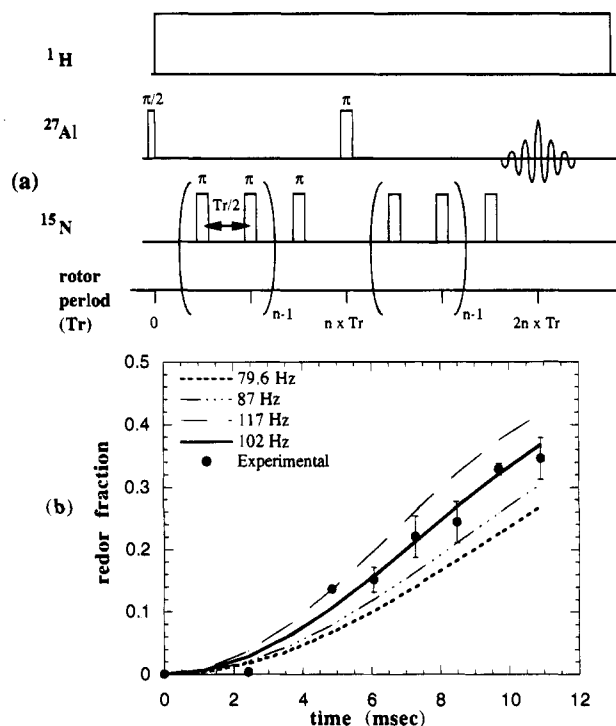 ¹H
π/2
π
²⁷Al
(a)
π
π
π
Tr/2
¹⁵N
rotor
period
(Tr)
n-1
n-1
0
n x Tr
2n x Tr
0.5
0.4
0.3
0.2
0.1
0
79.6 Hz
87 Hz
117 Hz
102 Hz
Experimental
(b)
redor fraction
0
2
4
6
8
10
12
time (msec)